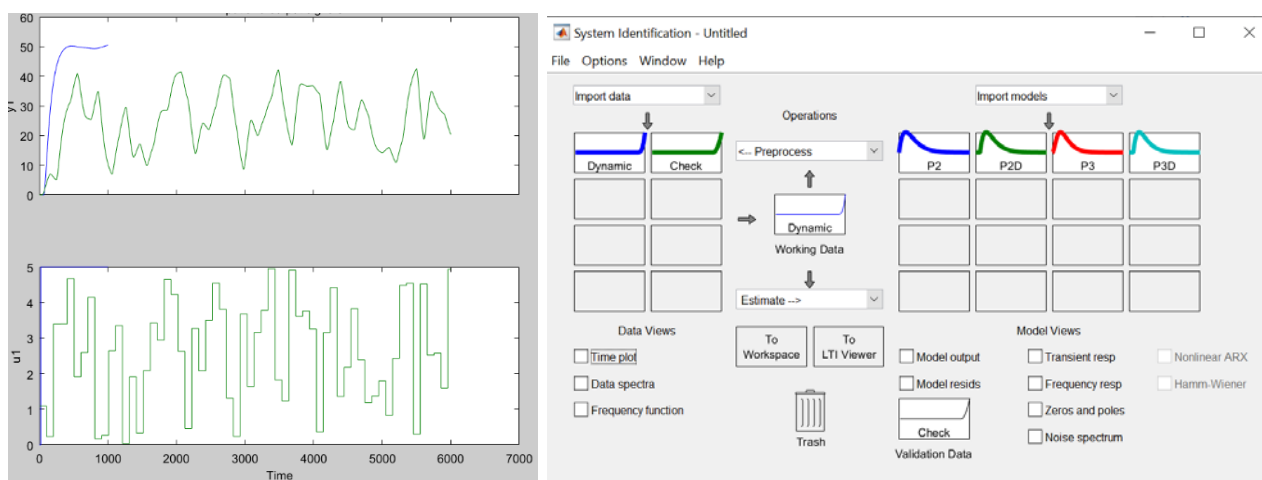 60
50
40
30
20
10
0
y1
5
4
3
2
1
0
u1
0 1000 2000 3000 4000 5000 6000 7000
Time
System Identification - Untitled
File Options Window Help
Import data
Operations
Import models
<-- Preprocess
Dynamic Check
P2 P2D P3 P3D
Dynamic
Working Data
Estimate -->
Data Views
To Workspace
To LTI Viewer
Model Views
Time plot
Data spectra
Frequency function
Trash
Model output
Model resids
Check
Validation Data
Transient resp
Frequency resp
Zeros and poles
Noise spectrum
Nonlinear ARX
Hamm-Wiener